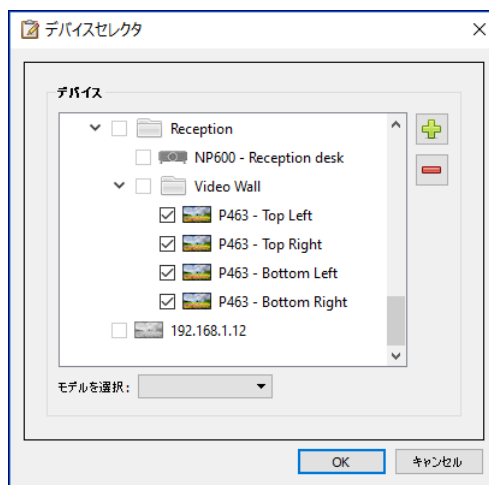 デバイスセレクタ
デバイス
Reception
NP600 - Reception desk
Video Wall
P463 - Top Left
P463 - Top Right
P463 - Bottom Left
P463 - Bottom Right
192.168.1.12
モデルを選択:
OK キャンセル